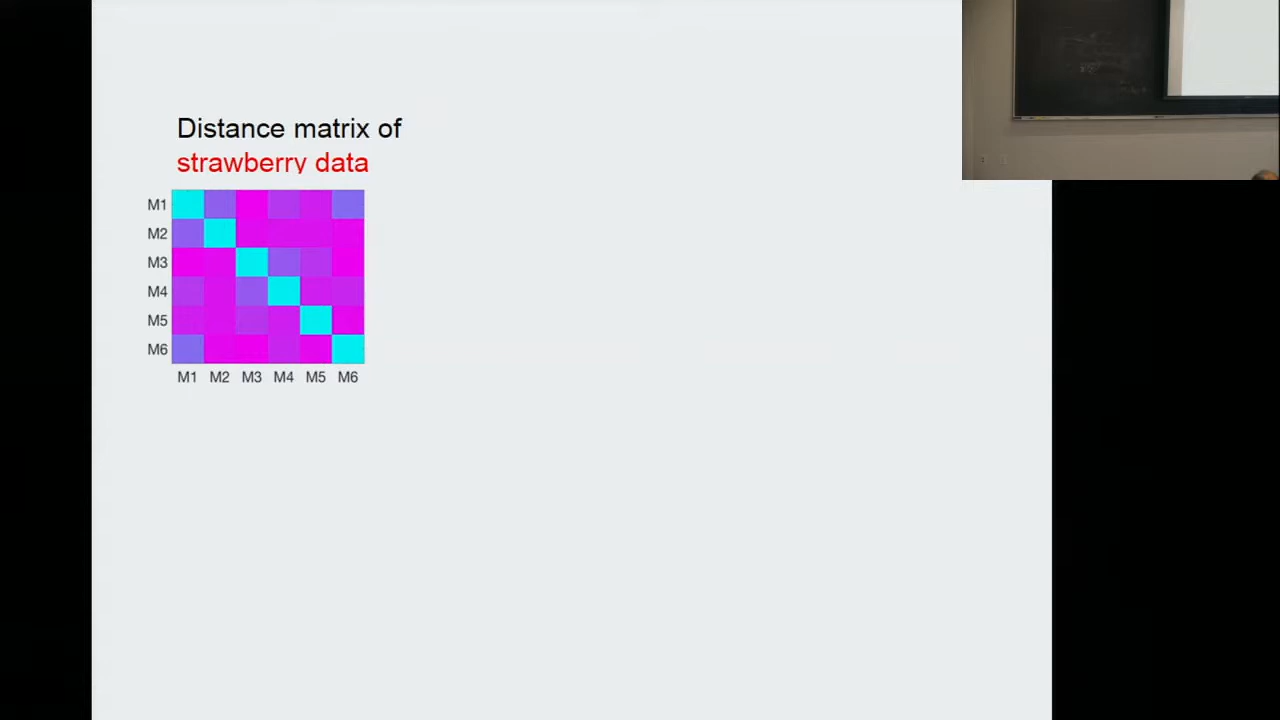 Distance matrix of
strawberry data
M1
M2
M3
M4
M5
M6
M1 M2 M3 M4 M5 M6